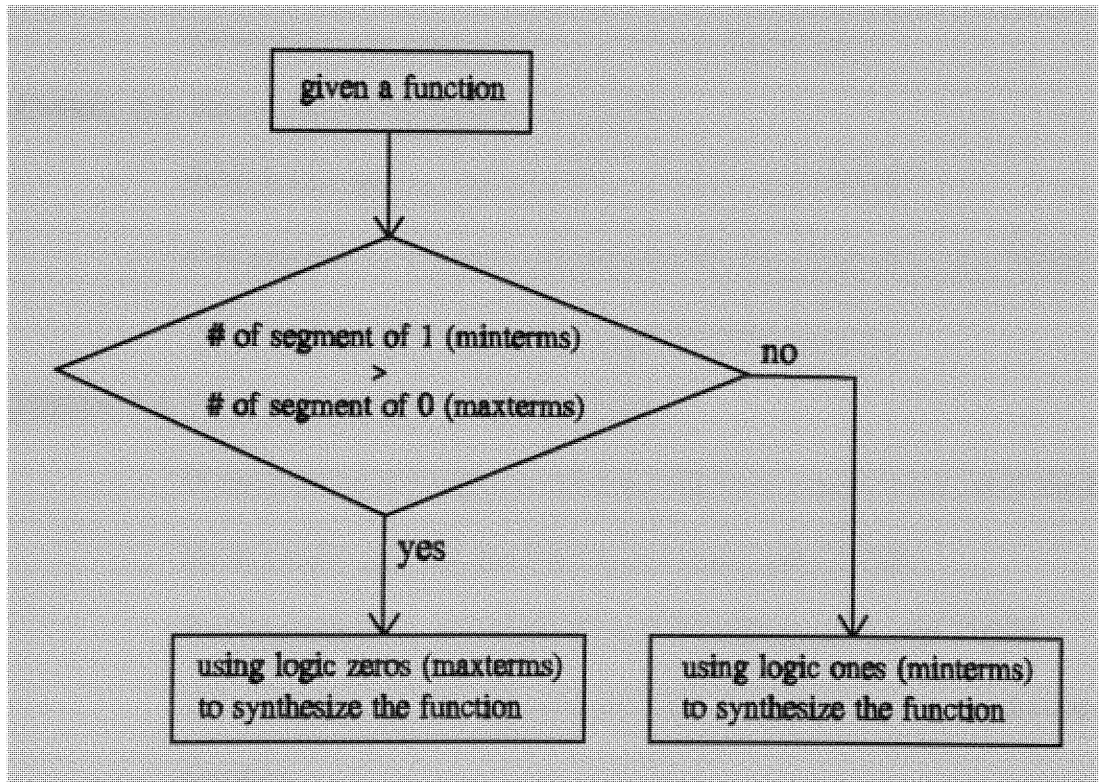 given a function
# of segment of 1 (minterms)
>
# of segment of 0 (maxterms)
no
yes
using logic zeros (maxterms)
to synthesize the function
using logic ones (minterms)
to synthesize the function